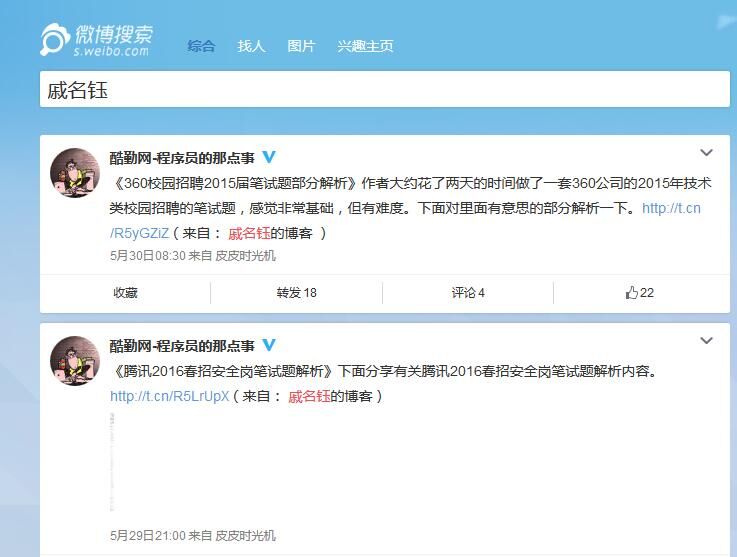 微博搜索
s.weibo.com
综合 找人 图片 兴趣主页
戚名钰
酷勤网-程序员的那点事
《360校园招聘2015届笔试题部分解析》作者大约花了两天的时间做了一套360公司的2015年技术
类校园招聘的笔试题，感觉非常基础，但有难度。下面对里面有意思的部分解析一下。http://t.cn
/R5yGZiZ（来自： 戚名钰的博客 ）
5月30日08:30 来自 皮皮时光机
收藏 转发 18 评论 4 22
酷勤网-程序员的那点事
《腾讯2016春招安全岗笔试题解析》下面分享有关腾讯2016春招安全岗笔试题解析内容。
http://t.cn/R5LrUpX（来自： 戚名钰的博客）
5月29日21:00 来自 皮皮时光机